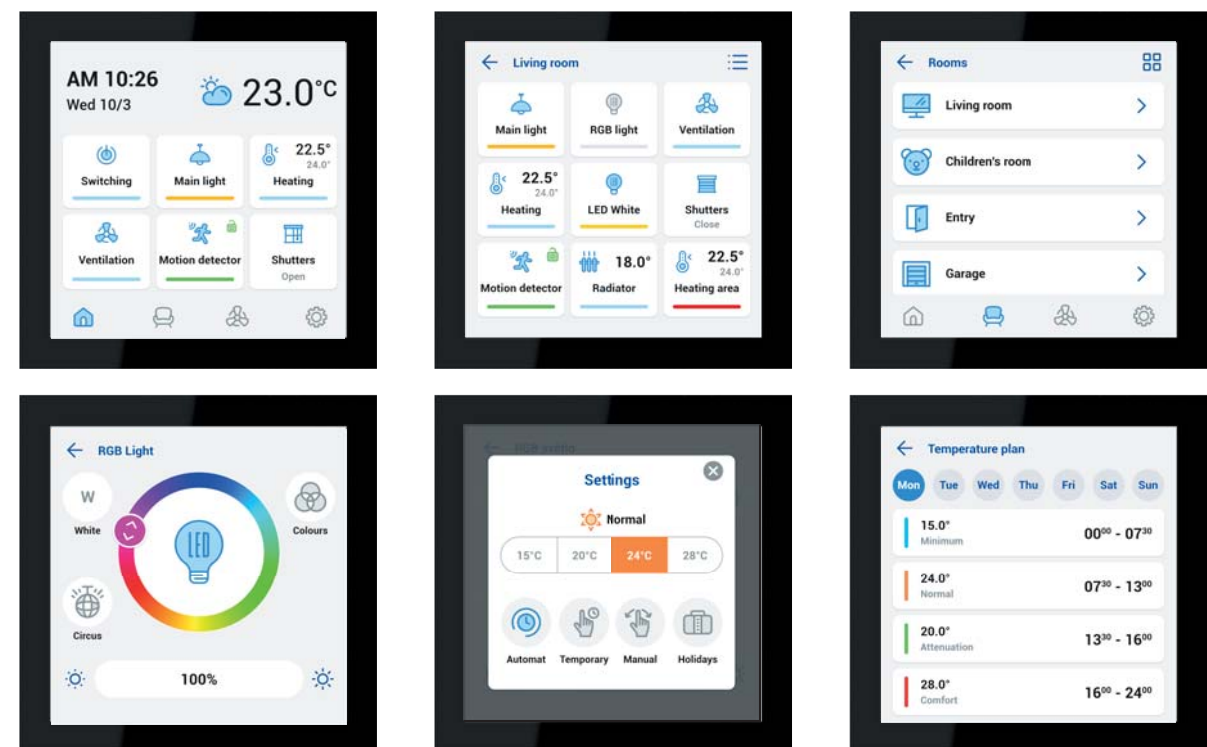 AM 10:26
Wed 10/3
23.0°C
Switching
Main light
22.5°
24.0°
Heating
Ventilation
Motion detector
Shutters
Open
Living room
Main light
RGB light
Ventilation
22.5°
24.0°
Heating
LED White
Shutters
Close
Motion detector
18.0°
Radiator
22.5°
24.0°
Heating area
Rooms
Living room
Children's room
Entry
Garage
RGB Light
W
White
Colours
LED
Circus
100%
Settings
Normal
15°C 20°C 24°C 28°C
Automat Temporary Manual Holidays
Temperature plan
Mon Tue Wed Thu Fri Sat Sun
15.0°
Minimum
00⁰⁰ - 07³⁰
24.0°
Normal
07³⁰ - 13⁰⁰
20.0°
Attenuation
13³⁰ - 16⁰⁰
28.0°
Comfort
16⁰⁰ - 24⁰⁰